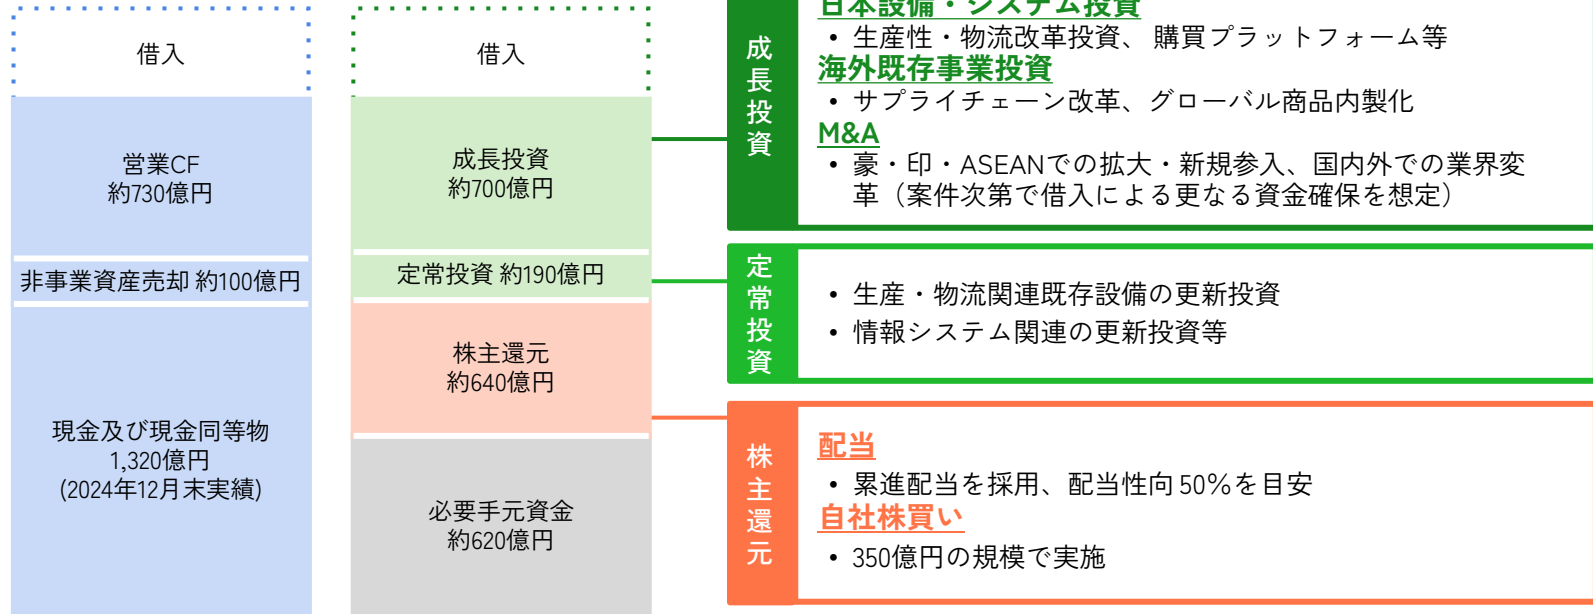 借入
営業CF
約730億円
非事業資産売却 約100億円
現金及び現金同等物
1,320億円
(2024年12月末実績)
借入
成長投資
約700億円
定常投資 約190億円
株主還元
約640億円
必要手元資金
約620億円
成長投資
日本設備・システム投資
• 生産性・物流改革投資、 購買プラットフォーム等
海外既存事業投資
• サプライチェーン改革、グローバル商品内製化
M&A
• 豪・印・ASEANでの拡大・新規参入、国内外での業界変
革（案件次第で借入による更なる資金確保を想定）
定常投資
• 生産・物流関連既存設備の更新投資
• 情報システム関連の更新投資等
株主還元
配当
• 累進配当を採用、配当性向 50％を目安
自社株買い
• 350億円の規模で実施